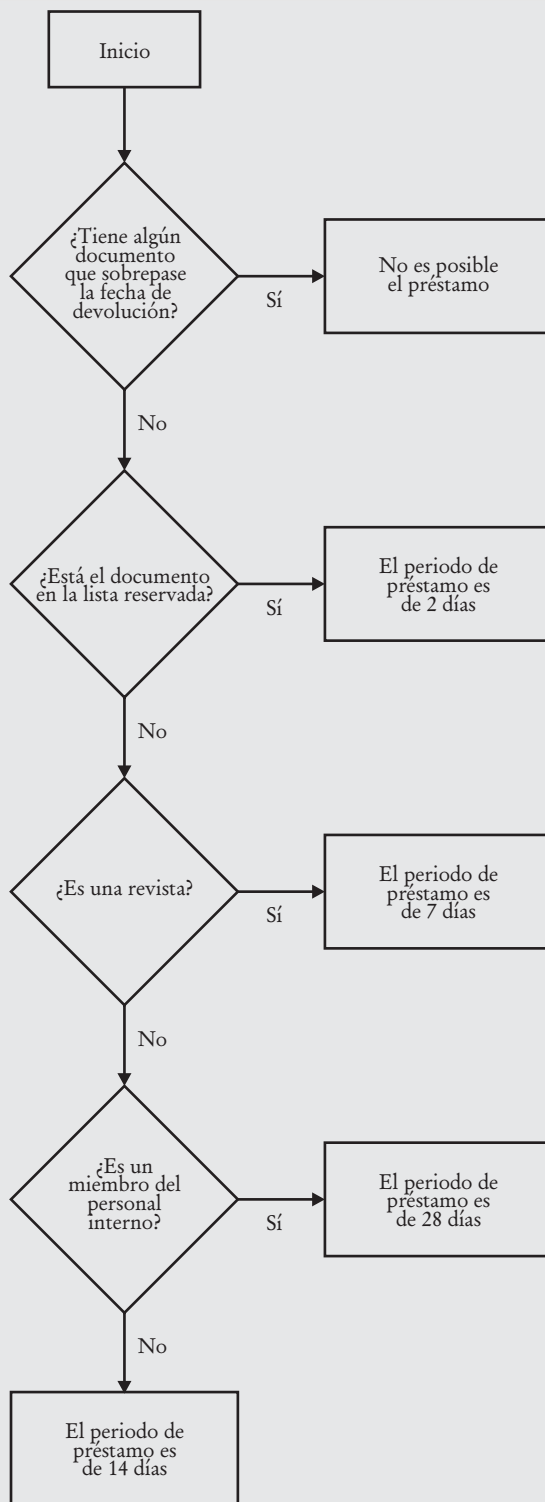 Inicio
¿Tiene algún
documento
que sobrepase
la fecha de
devolución?
Sí
No es posible
el préstamo
No
¿Está el documento
en la lista reservada?
Sí
El periodo de
préstamo es
de 2 días
No
¿Es una revista?
Sí
El periodo de
préstamo es
de 7 días
No
¿Es un
miembro del
personal
interno?
Sí
El periodo de
préstamo es
de 28 días
No
El periodo de
préstamo es
de 14 días